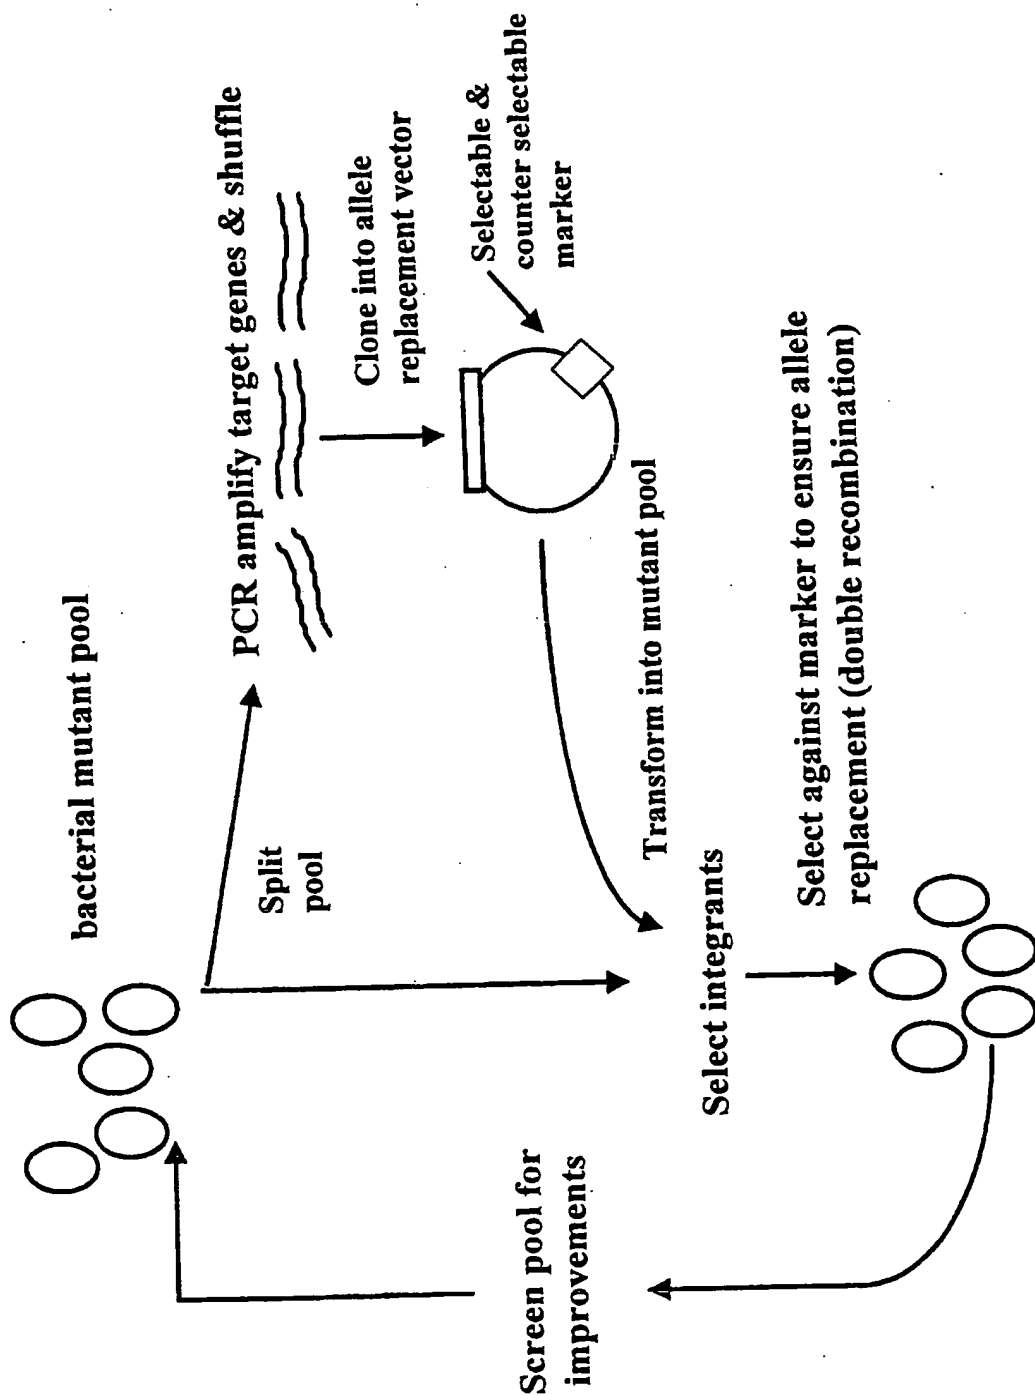 bacterial mutant pool
Split
pool
PCR amplify target genes & shuffle
Clone into allele
replacement vector
Selectable &
counter selectable
marker
Transform into mutant pool
Select integrants
Select against marker to ensure allele
replacement (double recombination)
Screen pool for
improvements